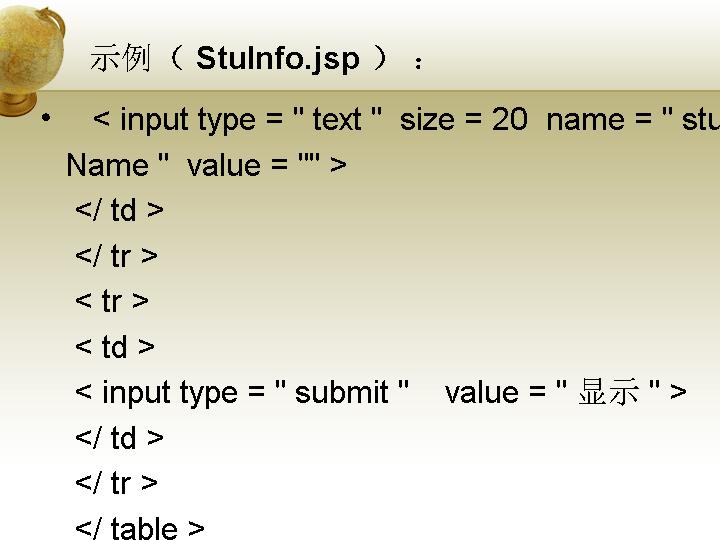 示例（ StuInfo.jsp ）：
• < input type = " text " size = 20 name = " stu
Name " value = "" >
</ td >
</ tr >
< tr >
< td >
< input type = " submit " value = " 显示 " >
</ td >
</ tr >
</ table >